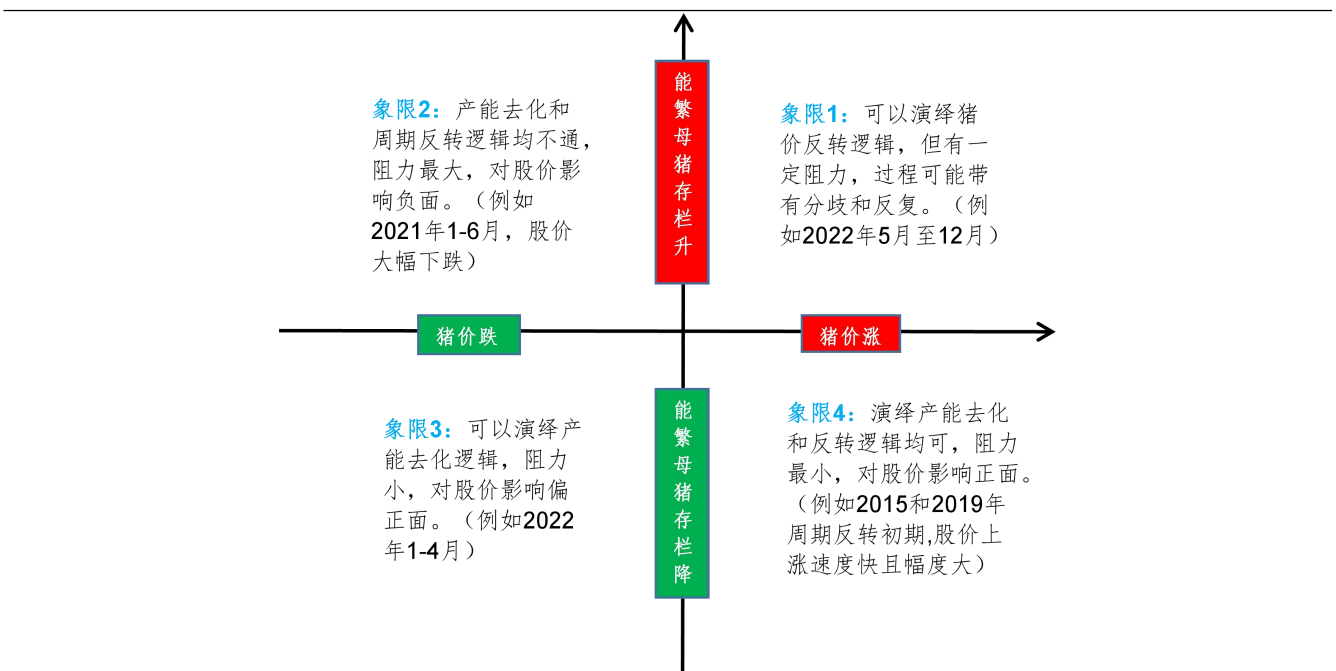 能繁母猪存栏升
象限2：产能去化和
周期反转逻辑均不通，
阻力最大，对股价影
响负面。（例如
2021年1-6月，股价
大幅下跌）
象限1：可以演绎猪
价反转逻辑，但有一
定阻力，过程可能带
有分歧和反复。（例
如2022年5月至12月）
猪价跌
猪价涨
能繁母猪存栏降
象限3：可以演绎产
能去化逻辑，阻力
小，对股价影响偏
正面。（例如2022
年1-4月）
象限4：演绎产能去化
和反转逻辑均可，阻力
最小，对股价影响正面。
（例如2015和2019年
周期反转初期,股价上
涨速度快且幅度大）